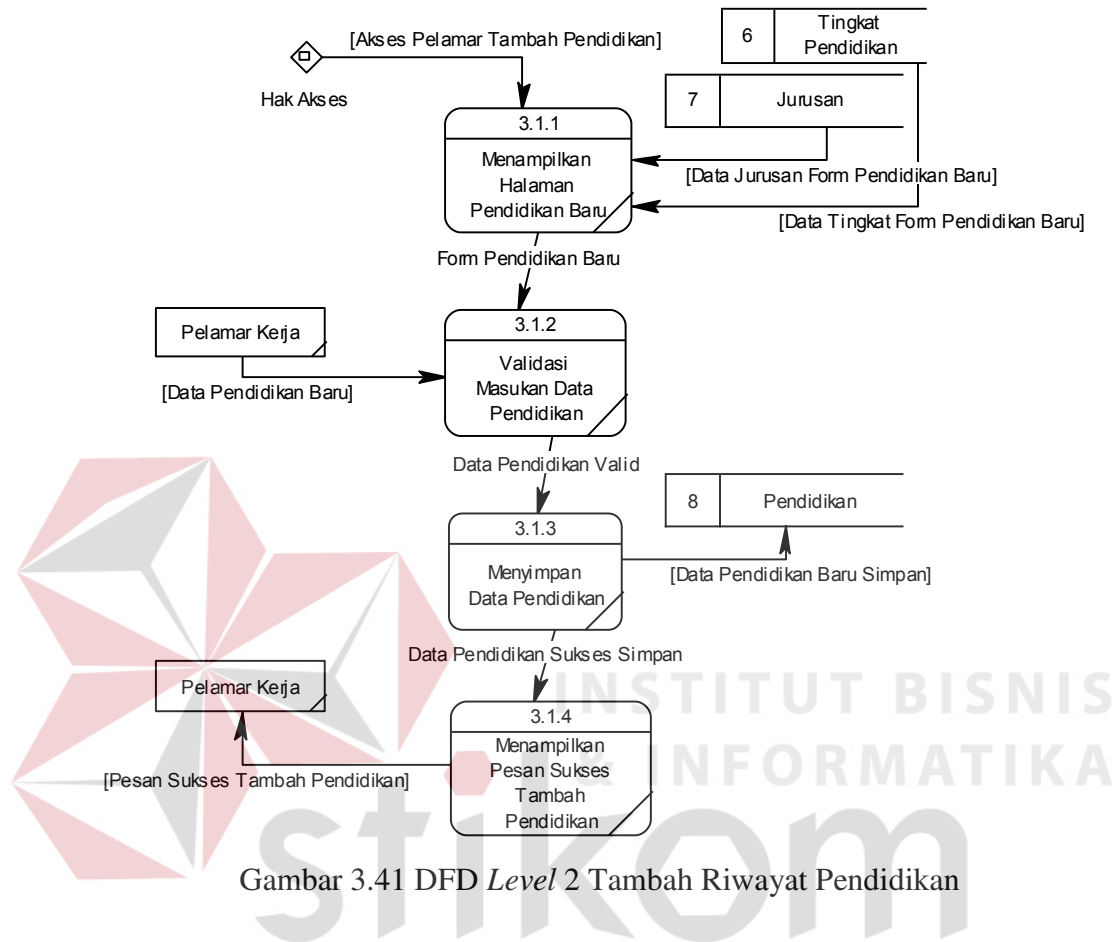 [Akses Pelamar Tambah Pendidikan]
6
Tingkat
Pendidikan
Hak Akses
7
Jurusan
3.1.1
Menampilkan
Halaman
Pendidikan Baru
[Data Jurusan Form Pendidikan Baru]
[Data Tingkat Form Pendidikan Baru]
Form Pendidikan Baru
Pelamar Kerja
3.1.2
Validasi
Masukan Data
Pendidikan
[Data Pendidikan Baru]
Data Pendidikan Valid
8
Pendidikan
3.1.3
Menyimpan
Data Pendidikan
[Data Pendidikan Baru Simpan]
Data Pendidikan Sukses Simpan
Pelamar Kerja
INSTITUT BISNIS
& INFORMATIKA
3.1.4
Menampilkan
Pesan Sukses
Tambah
Pendidikan
[Pesan Sukses Tambah Pendidikan]
stikom
Gambar 3.41 DFD Level 2 Tambah Riwayat Pendidikan